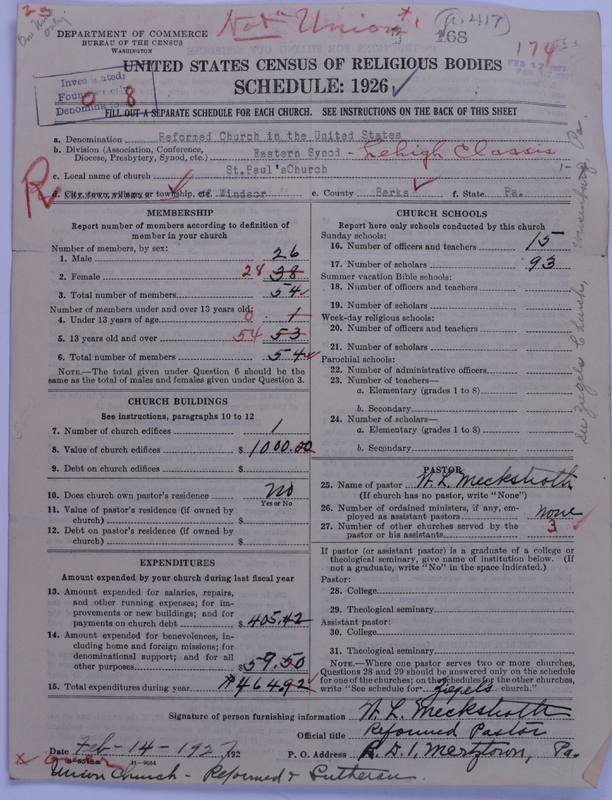 Not "Union"
DEPARTMENT OF COMMERCE
BUREAU OF THE CENSUS
WASHINGTON
168
174
UNITED STATES CENSUS OF RELIGIOUS BODIES
SCHEDULE: 1926
FILL OUT A SEPARATE SCHEDULE FOR EACH CHURCH. SEE INSTRUCTIONS ON THE BACK OF THIS SHEET
a. Denomination Reformed Church in the United States
b. Division (Association, Conference, Diocese, Presbytery, Synod, etc.) Eastern Synod - Lehigh Classis
c. Local name of church St.Paul'sChurch
d. City, town, village, or township, etc. Windsor e. County Berks f. State Pa.
R
MEMBERSHIP
Report number of members according to definition of member in your church
Number of members, by sex:
1. Male 26
2. Female 28 38
3. Total number of members 54
Number of members under and over 13 years old:
4. Under 13 years of age 0 1
5. 13 years old and over 54 53
6. Total number of members 54
NOTE.—The total given under Question 6 should be the same as the total of males and females given under Question 3.
CHURCH BUILDINGS
See instructions, paragraphs 10 to 12
7. Number of church edifices 1
8. Value of church edifices $ 1000.00
9. Debt on church edifices $
10. Does church own pastor's residence No
Yes or No
11. Value of pastor's residence (if owned by church) $
12. Debt on pastor's residence (if owned by church) $
EXPENDITURES
Amount expended by your church during last fiscal year
13. Amount expended for salaries, repairs, and other running expenses; for improvements or new buildings; and for payments on church debt $ 405.42
14. Amount expended for benevolences, including home and foreign missions; for denominational support; and for all other purposes $ 59.50
15. Total expenditures during year $ 464.92
CHURCH SCHOOLS
Report here only schools conducted by this church
Sunday schools:
16. Number of officers and teachers 15
17. Number of scholars 93
Summer vacation Bible schools:
18. Number of officers and teachers
19. Number of scholars
Week-day religious schools:
20. Number of officers and teachers
21. Number of scholars
Parochial schools:
22. Number of administrative officers
23. Number of teachers—
a. Elementary (grades 1 to 8)
b. Secondary
24. Number of scholars—
a. Elementary (grades 1 to 8)
b. Secondary
PASTOR
25. Name of pastor W. L. Meckstroth
(If church has no pastor, write "None")
26. Number of ordained ministers, if any, employed as assistant pastors none
27. Number of other churches served by the pastor or his assistants 3
If pastor (or assistant pastor) is a graduate of a college or theological seminary, give name of institution below. (If not a graduate, write "No" in the space indicated.)
Pastor:
28. College
29. Theological seminary
Assistant pastor:
30. College
31. Theological seminary
NOTE.—Where one pastor serves two or more churches, Questions 28 and 29 should be answered only on the schedule for one of the churches; on the schedules for the other churches, write "See schedule for Ziegels church."
Signature of person furnishing information W. L. Meckstroth
Official title Reformed Pastor
Date Feb-14-1927, 192
P. O. Address R. D. 1, Mertztown, Pa.
Union Church - Reformed & Lutheran.